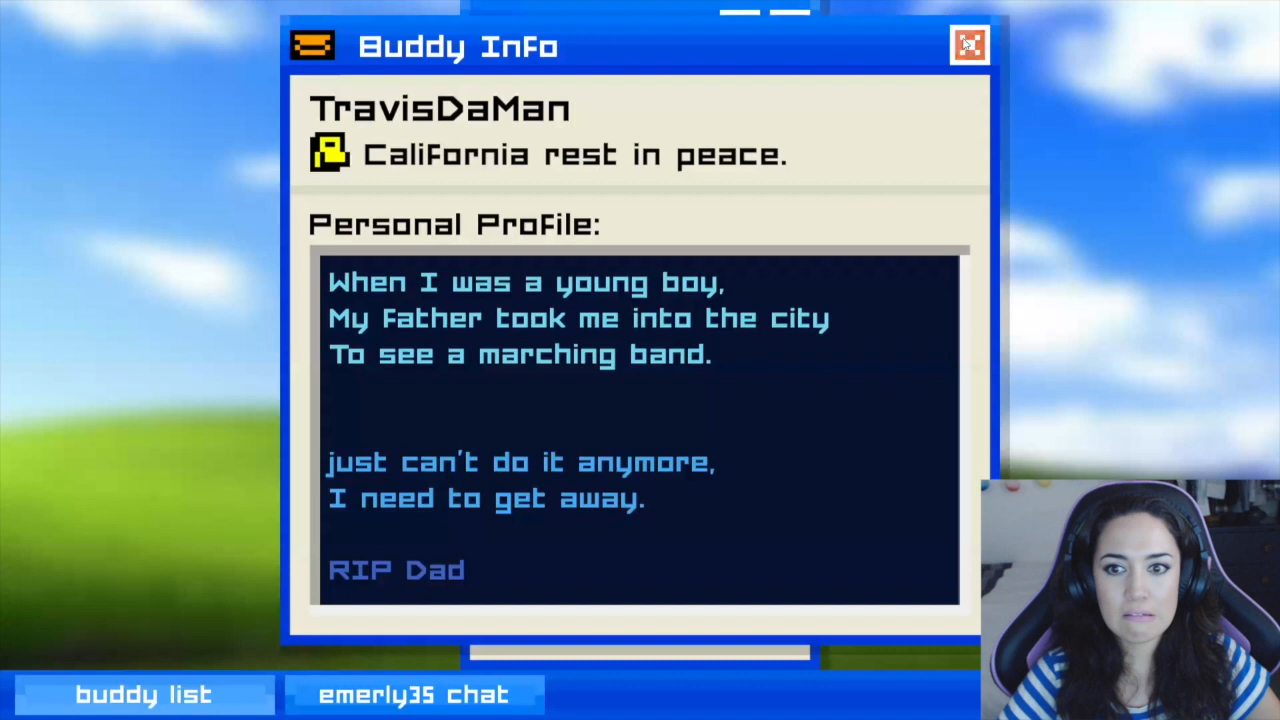 Buddy Info
TravisDaMan
California rest in peace.
Personal Profile:
When I was a young boy,
My Father took me into the city
To see a marching band.
just can't do it anymore,
I need to get away.
RIP Dad
buddy list
emerly35 chat